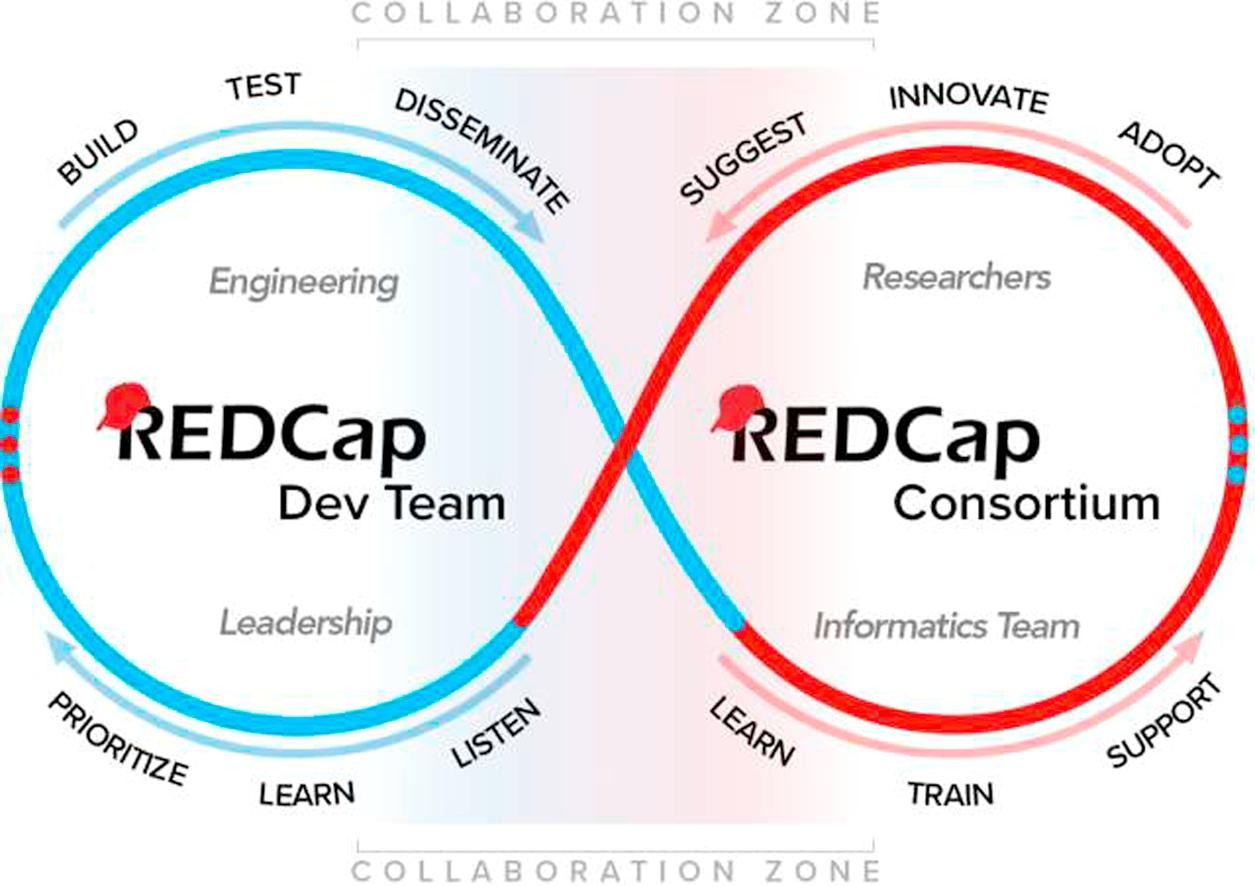 COLLABORATION ZONE
BUILD
TEST
DISSEMINATE
SUGGEST
INNOVATE
ADOPT
Engineering
Researchers
REDCap
Dev Team
REDCap
Consortium
Leadership
Informatics Team
PRIORITIZE
LEARN
LISTEN
LEARN
TRAIN
SUPPORT
COLLABORATION ZONE